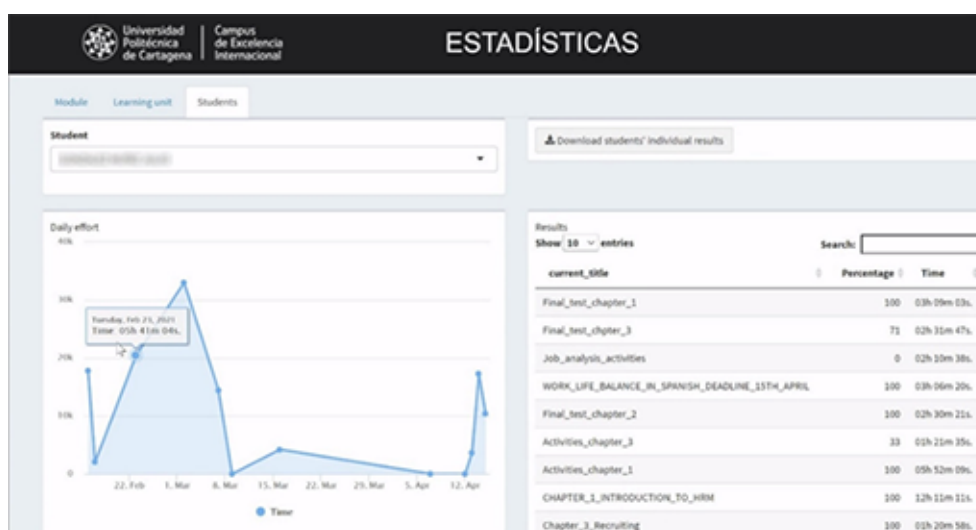 Universidad
Politécnica
de Cartagena
Campus
de Excelencia
Internacional
ESTADÍSTICAS
Module
Learning unit
Students
Student
Download students' individual results
Daily effort
40k
30k
20k
10k
0
Tuesday, Feb 23, 2021
Time: 05h 41m 04s.
22. Feb 1. Mar 8. Mar 15. Mar 22. Mar 29. Mar 5. Apr 12. Apr
Time
Results
Show 10 entries
Search:
current_title Percentage Time
Final_test_chapter_1 100 03h 09m 03s.
Final_test_chpter_3 71 02h 31m 47s.
Job_analysis_activities 0 02h 10m 38s.
WORK_LIFE_BALANCE_IN_SPANISH_DEADLINE_15TH_APRIL 100 03h 06m 20s.
Final_test_chapter_2 100 02h 30m 21s.
Activities_chapter_3 33 01h 21m 35s.
Activities_chapter_1 100 05h 52m 09s.
CHAPTER_1_INTRODUCTION_TO_HRM 100 12h 11m 11s.
Chapter_3_Recruiting 100 01h 20m 58s.